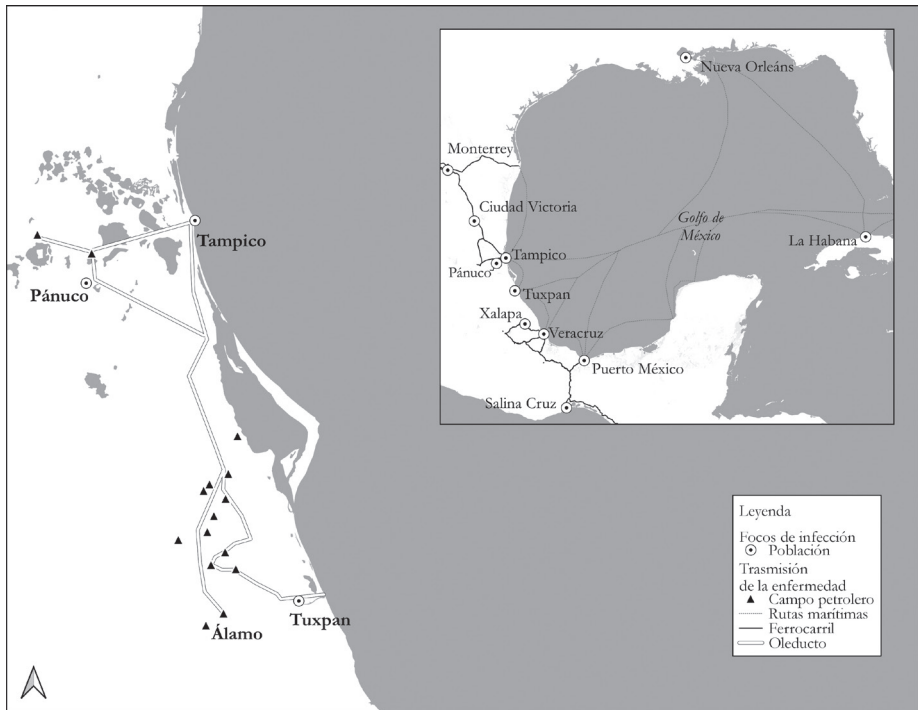 Tampico
Pánuco
Álamo
Tuxpan
Nueva Orleáns
Monterrey
Ciudad Victoria
Golfo de
México
La Habana
Tampico
Pánuco
Tuxpan
Xalapa
Veracruz
Puerto México
Salina Cruz
Leyenda
Focos de infección
Población
Trasmisión
de la enfermedad
Campo petrolero
Rutas marítimas
Ferrocarril
Oleducto